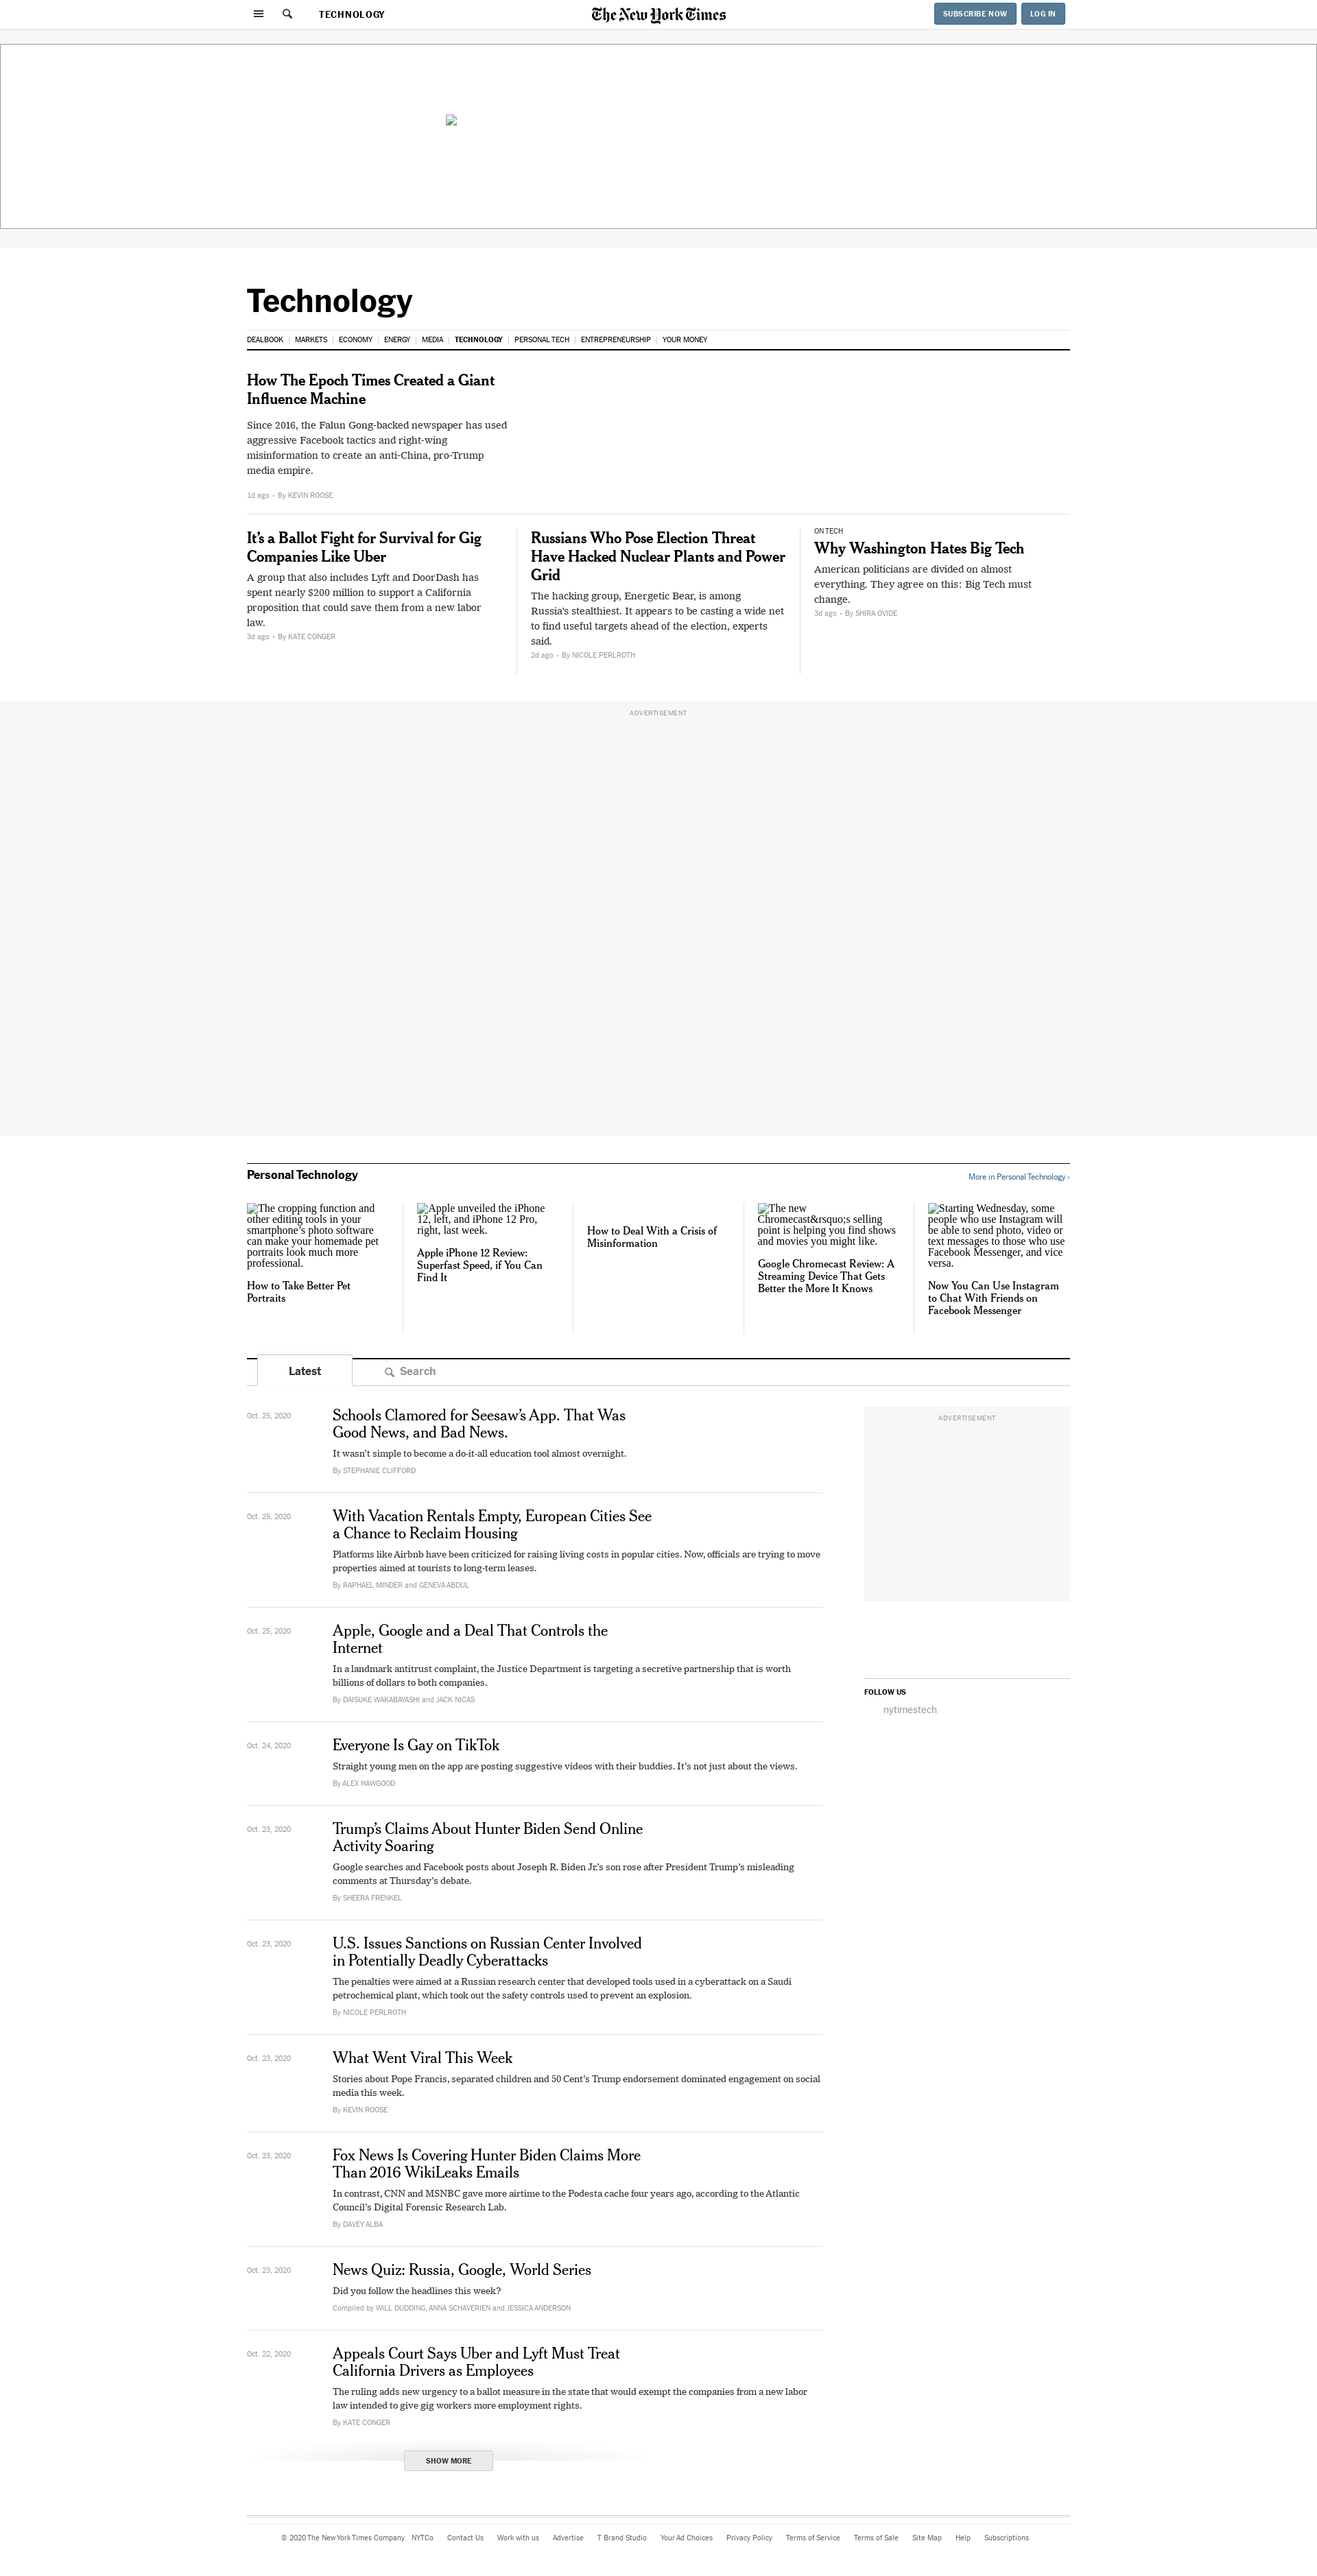 TECHNOLOGY
The New York Times
SUBSCRIBE NOW
LOG IN
Technology
DEALBOOK
MARKETS
ECONOMY
ENERGY
MEDIA
TECHNOLOGY
PERSONAL TECH
ENTREPRENEURSHIP
YOUR MONEY
How The Epoch Times Created a Giant
Influence Machine
Since 2016, the Falun Gong-backed newspaper has used
aggressive Facebook tactics and right-wing
misinformation to create an anti-China, pro-Trump
media empire.
1d ago • By KEVIN ROOSE
It’s a Ballot Fight for Survival for Gig
Companies Like Uber
A group that also includes Lyft and DoorDash has
spent nearly $200 million to support a California
proposition that could save them from a new labor
law.
3d ago • By KATE CONGER
Russians Who Pose Election Threat
Have Hacked Nuclear Plants and Power
Grid
The hacking group, Energetic Bear, is among
Russia’s stealthiest. It appears to be casting a wide net
to find useful targets ahead of the election, experts
said.
2d ago • By NICOLE PERLROTH
ON TECH
Why Washington Hates Big Tech
American politicians are divided on almost
everything. They agree on this: Big Tech must
change.
3d ago • By SHIRA OVIDE
ADVERTISEMENT
Personal Technology
More in Personal Technology ›
The cropping function and
other editing tools in your
smartphone’s photo software
can make your homemade pet
portraits look much more
professional.
How to Take Better Pet
Portraits
Apple unveiled the iPhone
12, left, and iPhone 12 Pro,
right, last week.
Apple iPhone 12 Review:
Superfast Speed, if You Can
Find It
How to Deal With a Crisis of
Misinformation
The new
Chromecast&rsquo;s selling
point is helping you find shows
and movies you might like.
Google Chromecast Review: A
Streaming Device That Gets
Better the More It Knows
Starting Wednesday, some
people who use Instagram will
be able to send photo, video or
text messages to those who use
Facebook Messenger, and vice
versa.
Now You Can Use Instagram
to Chat With Friends on
Facebook Messenger
Latest
Search
Oct. 25, 2020
Schools Clamored for Seesaw’s App. That Was
Good News, and Bad News.
It wasn’t simple to become a do-it-all education tool almost overnight.
By STEPHANIE CLIFFORD
Oct. 25, 2020
With Vacation Rentals Empty, European Cities See
a Chance to Reclaim Housing
Platforms like Airbnb have been criticized for raising living costs in popular cities. Now, officials are trying to move
properties aimed at tourists to long-term leases.
By RAPHAEL MINDER and GENEVA ABDUL
Oct. 25, 2020
Apple, Google and a Deal That Controls the
Internet
In a landmark antitrust complaint, the Justice Department is targeting a secretive partnership that is worth
billions of dollars to both companies.
By DAISUKE WAKABAYASHI and JACK NICAS
Oct. 24, 2020
Everyone Is Gay on TikTok
Straight young men on the app are posting suggestive videos with their buddies. It’s not just about the views.
By ALEX HAWGOOD
Oct. 23, 2020
Trump’s Claims About Hunter Biden Send Online
Activity Soaring
Google searches and Facebook posts about Joseph R. Biden Jr.’s son rose after President Trump’s misleading
comments at Thursday’s debate.
By SHEERA FRENKEL
Oct. 23, 2020
U.S. Issues Sanctions on Russian Center Involved
in Potentially Deadly Cyberattacks
The penalties were aimed at a Russian research center that developed tools used in a cyberattack on a Saudi
petrochemical plant, which took out the safety controls used to prevent an explosion.
By NICOLE PERLROTH
Oct. 23, 2020
What Went Viral This Week
Stories about Pope Francis, separated children and 50 Cent’s Trump endorsement dominated engagement on social
media this week.
By KEVIN ROOSE
Oct. 23, 2020
Fox News Is Covering Hunter Biden Claims More
Than 2016 WikiLeaks Emails
In contrast, CNN and MSNBC gave more airtime to the Podesta cache four years ago, according to the Atlantic
Council’s Digital Forensic Research Lab.
By DAVEY ALBA
Oct. 23, 2020
News Quiz: Russia, Google, World Series
Did you follow the headlines this week?
Compiled by WILL DUDDING, ANNA SCHAVERIEN and JESSICA ANDERSON
Oct. 22, 2020
Appeals Court Says Uber and Lyft Must Treat
California Drivers as Employees
The ruling adds new urgency to a ballot measure in the state that would exempt the companies from a new labor
law intended to give gig workers more employment rights.
By KATE CONGER
SHOW MORE
ADVERTISEMENT
FOLLOW US
nytimestech
© 2020 The New York Times Company
NYTCo
Contact Us
Work with us
Advertise
T Brand Studio
Your Ad Choices
Privacy Policy
Terms of Service
Terms of Sale
Site Map
Help
Subscriptions